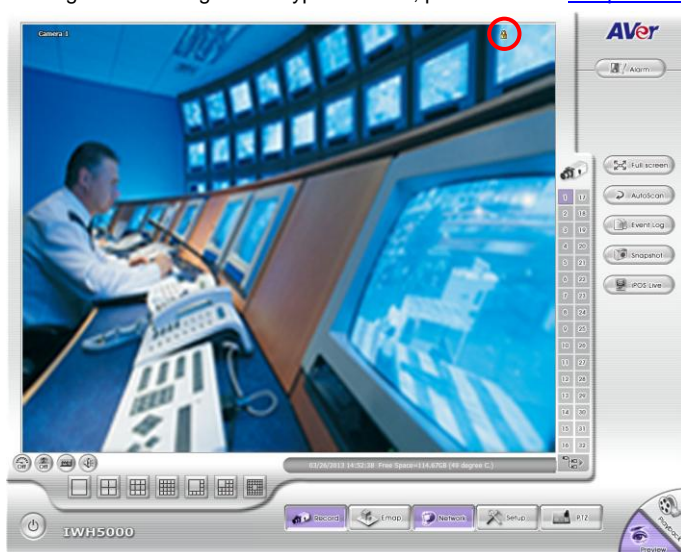 Camera 1
AVer
Alarm
Full screen
AutoScan
Event Log
Snapshot
iPOS Live
1 17
2 18
3 19
4 20
5 21
6 22
7 23
8 24
9 25
10 26
11 27
12 28
13 29
14 30
15 31
16 32
03/26/2013 14:52:38 Free Space=114.87GB (40 degree C.)
Off
Off
Record
Emap
Network
Setup
PTZ
IWH5000
Playback
Preview